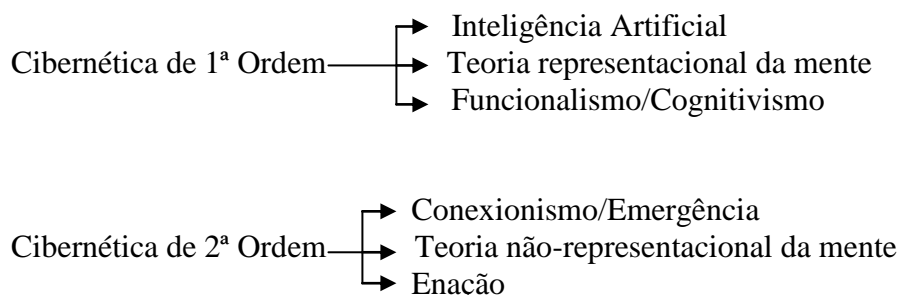 Inteligência Artificial
Cibernética de 1ª Ordem
Teoria representacional da mente
Funcionalismo/Cognitivismo
Conexionismo/Emergência
Cibernética de 2ª Ordem
Teoria não-representacional da mente
Enação